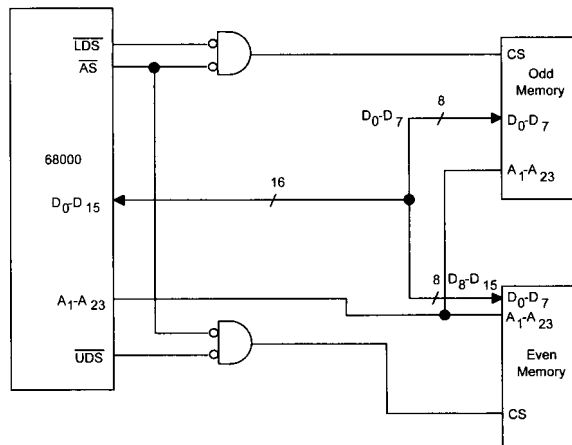 LDS
AS
68000
D0-D15
A1-A23
UDS
16
D0-D7
8
CS
Odd
Memory
D0-D7
A1-A23
8
D8-D15
D0-D7
A1-A23
Even
Memory
CS